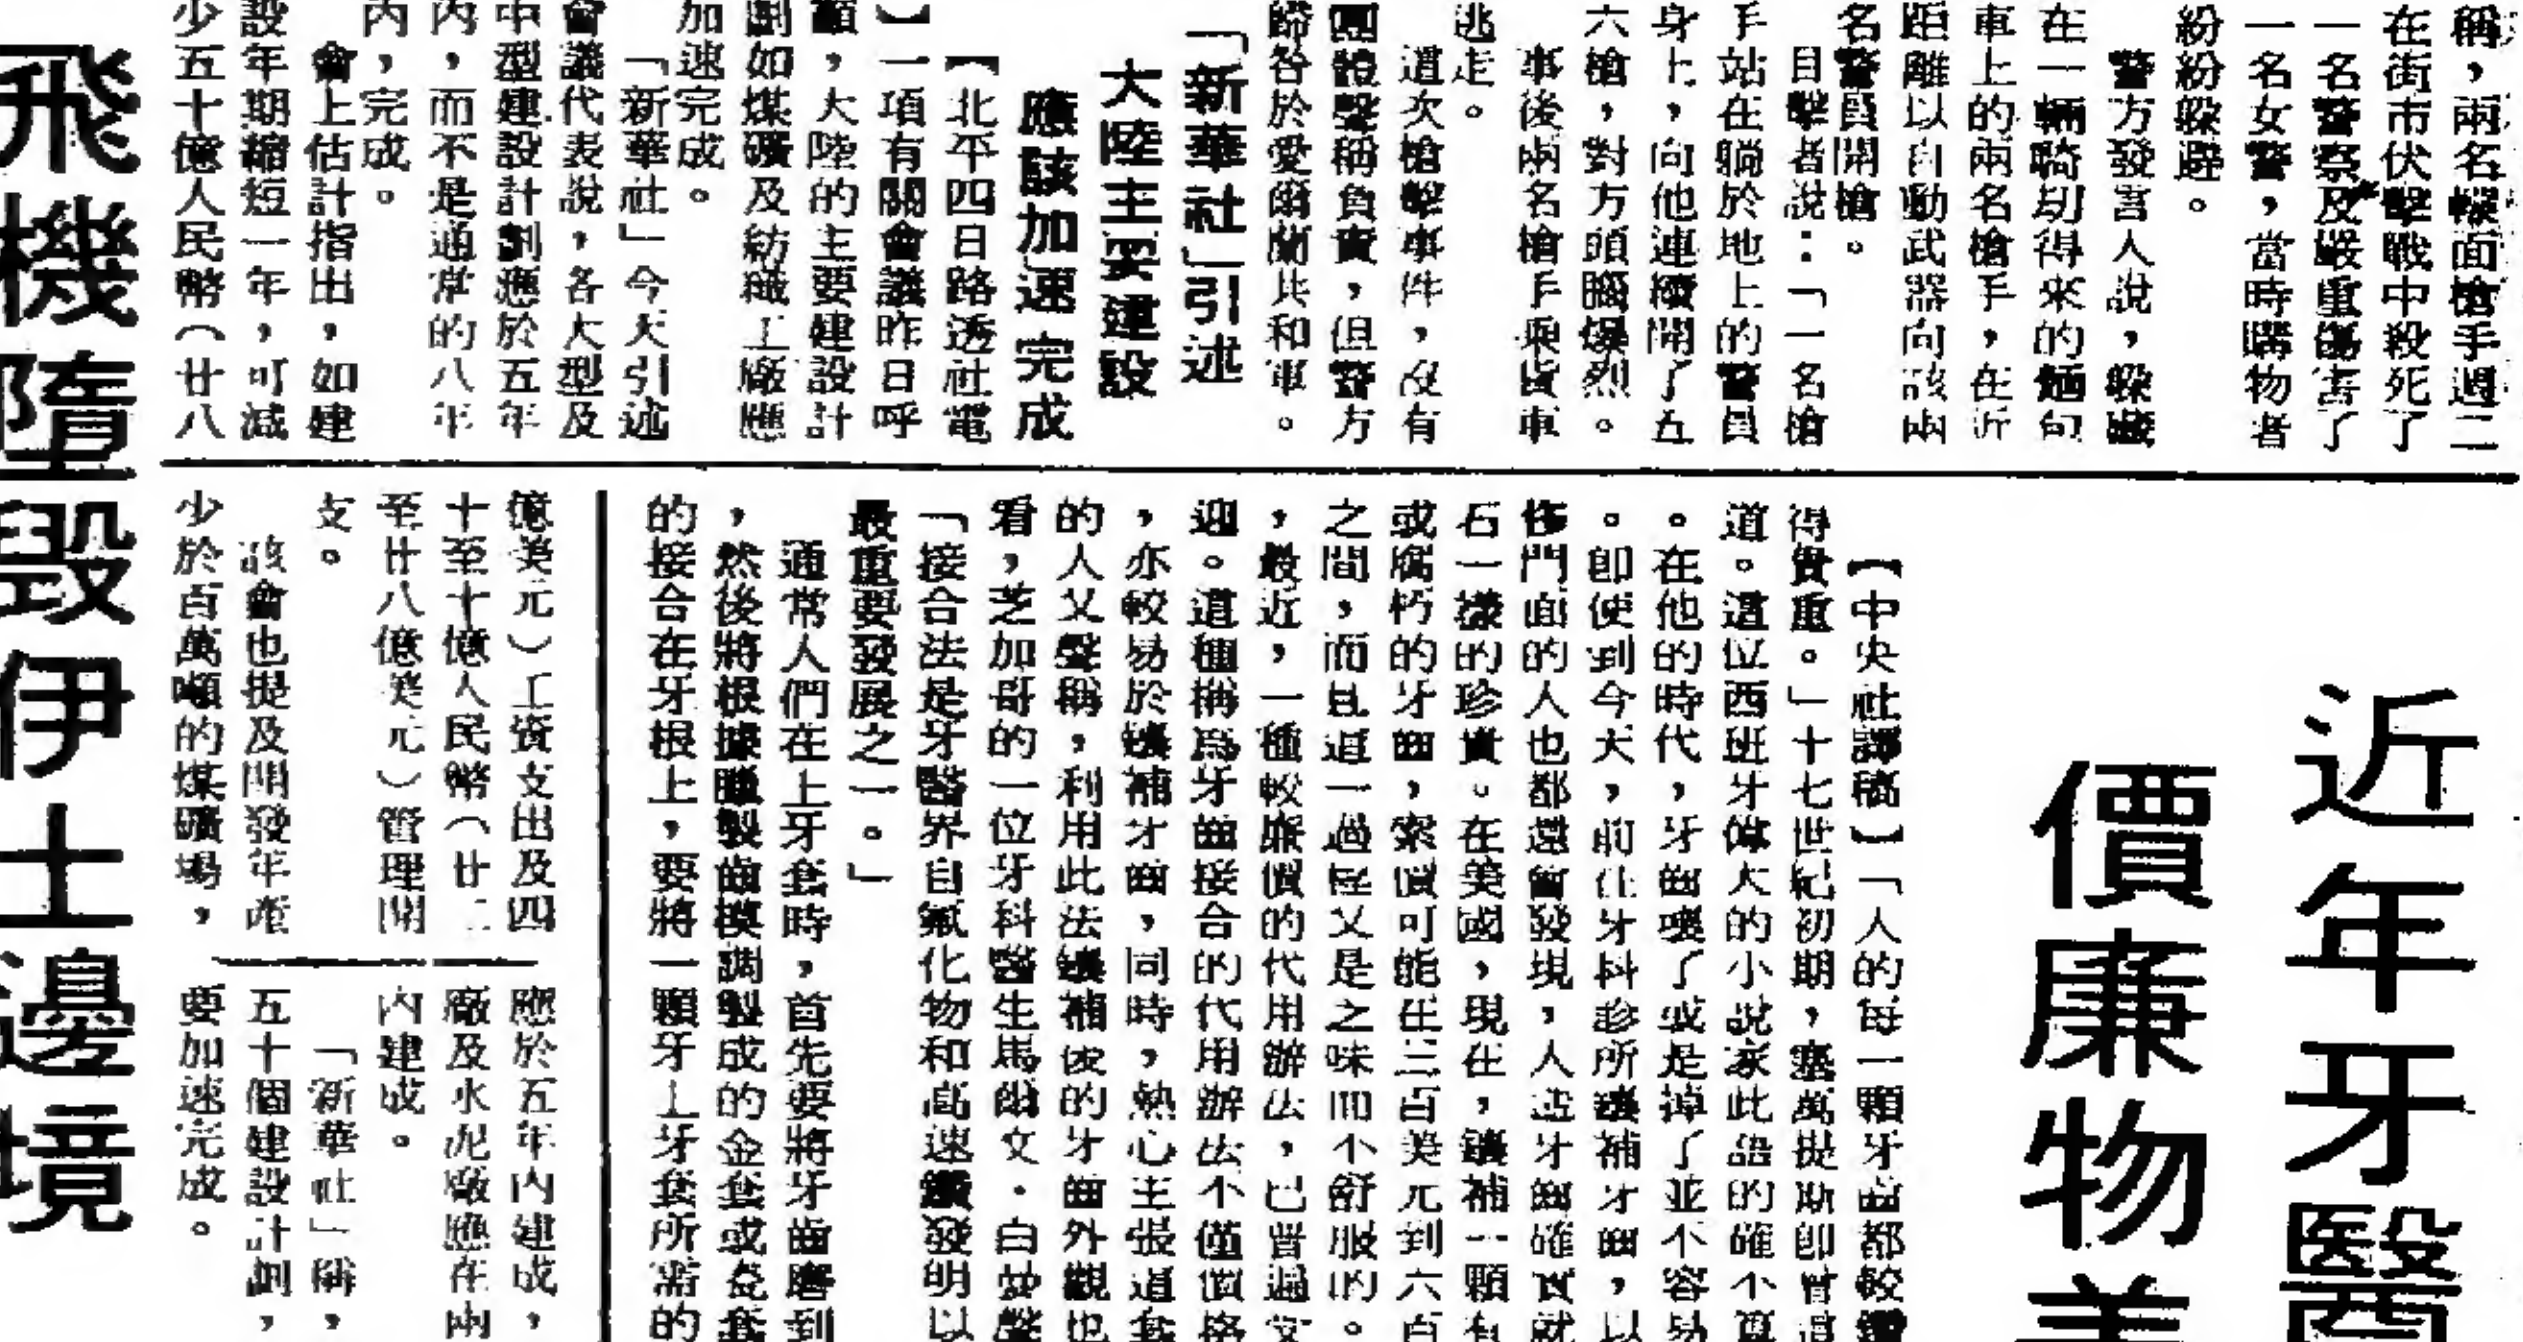 稱，兩名幪面槍手週二
在街市伏擊戰中殺死了
一名警察及嚴重傷害了
一名女警，當時購物者
紛紛躱避。
警方發言人說，躱藏
在一輛騎刧得來的麵包
車上的兩名槍手，在近
距離以自動武器向該兩
名警員開槍。
目擊者說：「一名槍
手站在躺於地上的警員
身上，向他連續開了五
六槍，對方頭腦爆烈。
事後兩名槍手乘貨車
逃走。
這次槍擊事件，沒有
團體聲稱負責，但警方
歸咎於愛爾蘭共和軍。
「新華社」引述
大陸主要建設
應該加速完成
【北平四日路透社電
】一項有關會議昨日呼
籲，大陸的主要建設計
劃如煤礦及紡織工廠應
加速完成。
「新華社」今天引述
會議代表說，各大型及
中型建設計劃應於五年
內，而不是通常的八年
內，完成。
會上估計指出，如建
設年期縮短一年，可減
少五十億人民幣（廿八
億美元）工資支出及四
十至十億人民幣（廿二
至廿八億美元）管理開
支。
該會也提及開發年產
少於百萬噸的煤礦場，
應於五年內建成，
廠及水泥廠應在兩
內建成。
「新華社」稱，
五十個建設計劃，
要加速完成。
飛機墮毀伊土邊境
近年牙醫
價廉物美
【中央社譯稿】「人的每一顆牙齒都較鑽
得貴重。」十七世紀初期，塞萬提斯卽曾這
道。這位西班牙偉大的小說家此語的確不算
。在他的時代，牙齒壞了或是掉了並不容易
。卽使到今天，前往牙科診所鑲補牙齒，以
修門面的人也都還會發現，人造牙齒確實就
石一樣的珍貴。在美國，現在，鑲補一顆有
或腐朽的牙齒，索價可能在三百美元到六百
之間，而且這一過程又是之味而不舒服的。
，最近，一種較廉價的代用辦法，已普遍受
迎。這種稱爲牙齒接合的代用辦法不僅價格
，亦較易於鑲補牙齒，同時，熱心主張這套
的人又聲稱，利用此法鑲補後的牙齒外觀也
看，芝加哥的一位牙科醫生馬爾文．白堂聲
「接合法是牙醫界自氟化物和高速鑽發明以
最重要發展之一。」
通常人們在上牙套時，首先要將牙齒磨到
，然後將根據臘製齒模調製成的金套或瓷套
的接合在牙根上，要將一顆牙上牙套所需的